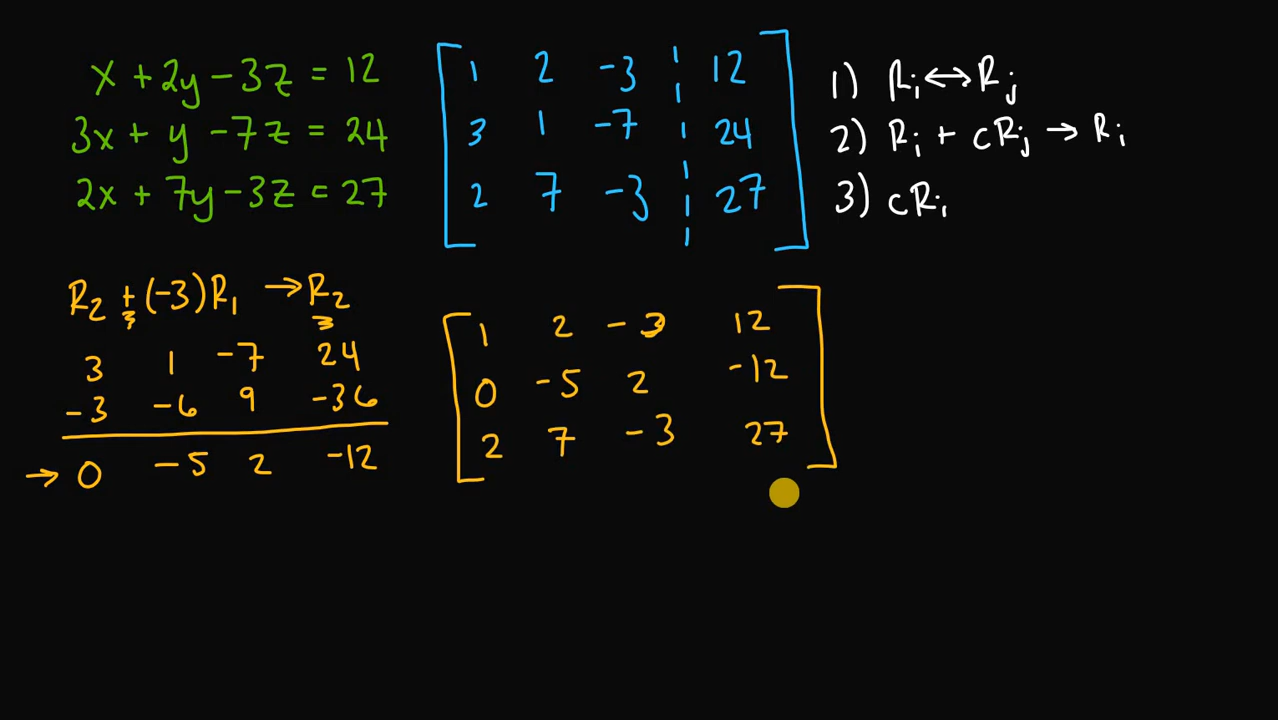 x + 2y - 3z = 12
3x + y - 7z = 24
2x + 7y - 3z = 27
1 2 -3 12
3 1 -7 24
2 7 -3 27
1) Ri ↔ Rj
2) Ri + cRj → Ri
3) cRi
R2 + (-3)R1 → R2
3 1 -7 24
-3 -6 9 -36
→ 0 -5 2 -12
1 2 -3 12
0 -5 2 -12
2 7 -3 27